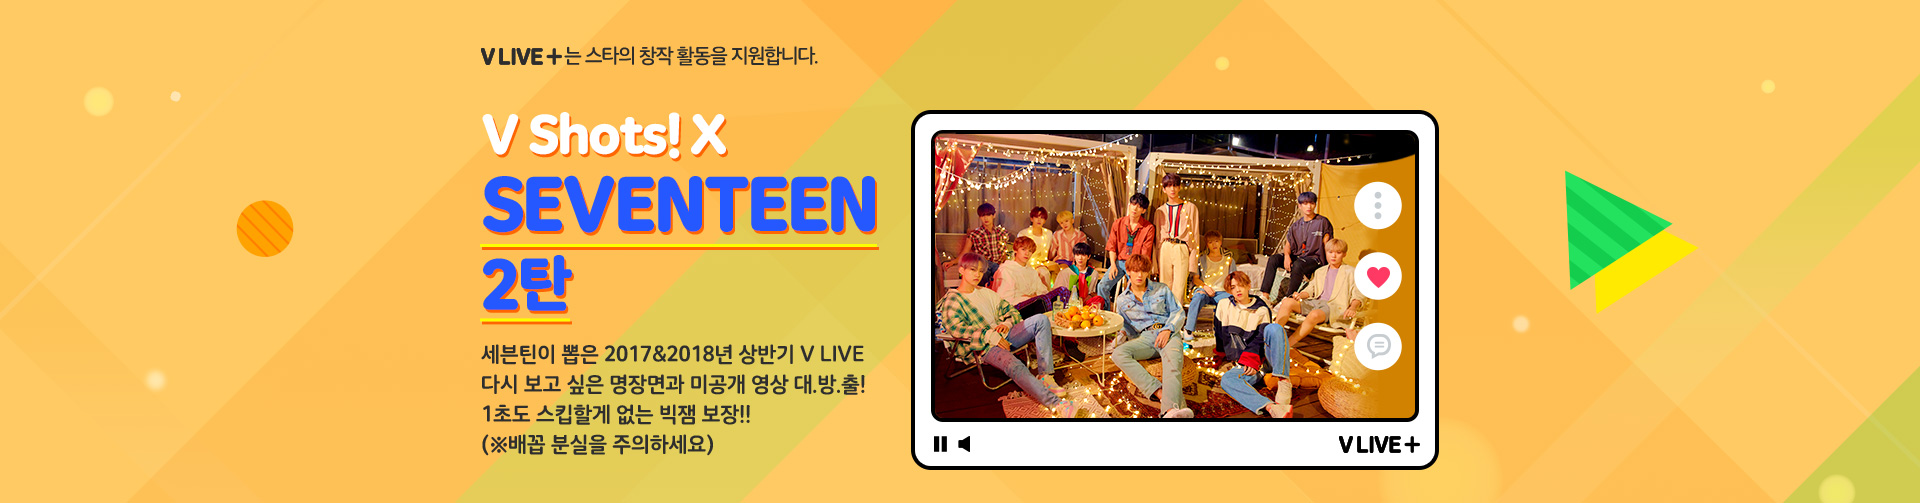 V LIVE+는 스타의 창작 활동을 지원합니다.
V Shots! X
SEVENTEEN
2탄
세븐틴이 뽑은 2017&2018년 상반기 V LIVE
다시 보고 싶은 명장면과 미공개 영상 대.방.출!
1초도 스킵할게 없는 빅잼 보장!!
(※배꼽 분실을 주의하세요)
V LIVE+